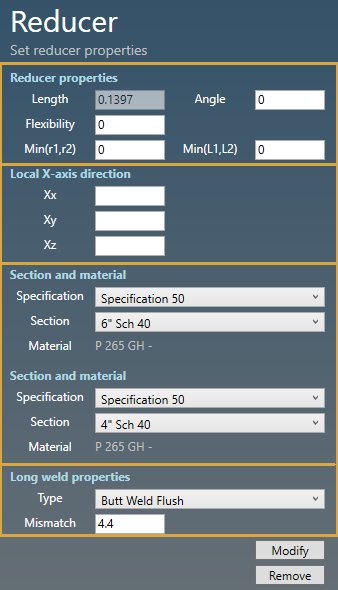 Reducer
Set reducer properties
Reducer properties
Length 0.1397 Angle 0
Flexibility 0
Min(r1,r2) 0 Min(L1,L2) 0
Local X-axis direction
Xx
Xy
Xz
Section and material
Specification Specification 50
Section 6" Sch 40
Material P 265 GH -
Section and material
Specification Specification 50
Section 4" Sch 40
Material P 265 GH -
Long weld properties
Type Butt Weld Flush
Mismatch 4.4
Modify
Remove